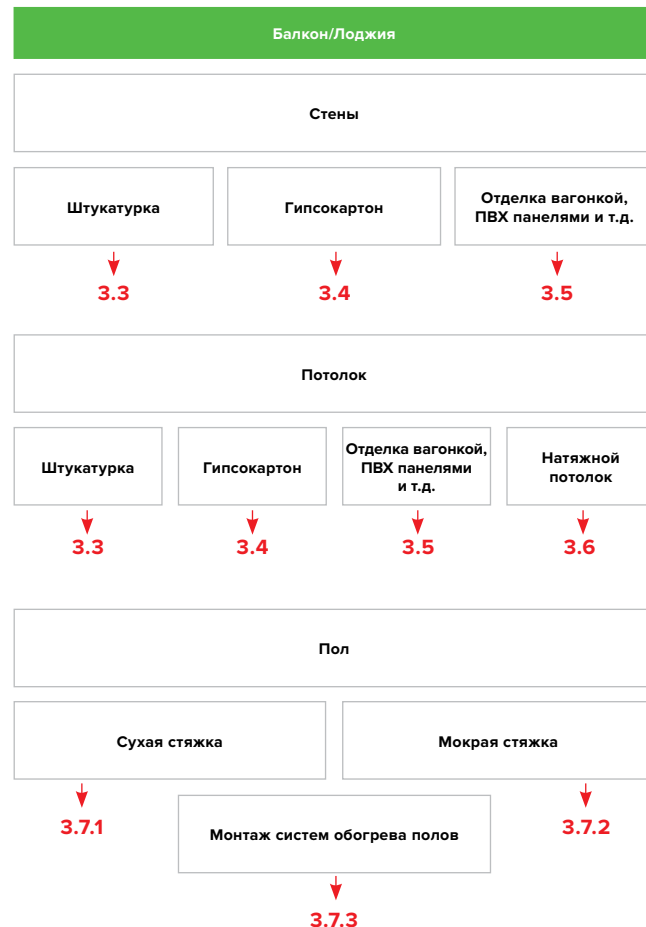 Балкон/Лоджия
Стены
Штукатурка
Гипсокартон
Отделка вагонкой,
ПВХ панелями и т.д.
3.3
3.4
3.5
Потолок
Штукатурка
Гипсокартон
Отделка вагонкой,
ПВХ панелями
и т.д.
Натяжной
потолок
3.3
3.4
3.5
3.6
Пол
Сухая стяжка
Мокрая стяжка
3.7.1
3.7.2
Монтаж систем обогрева полов
3.7.3